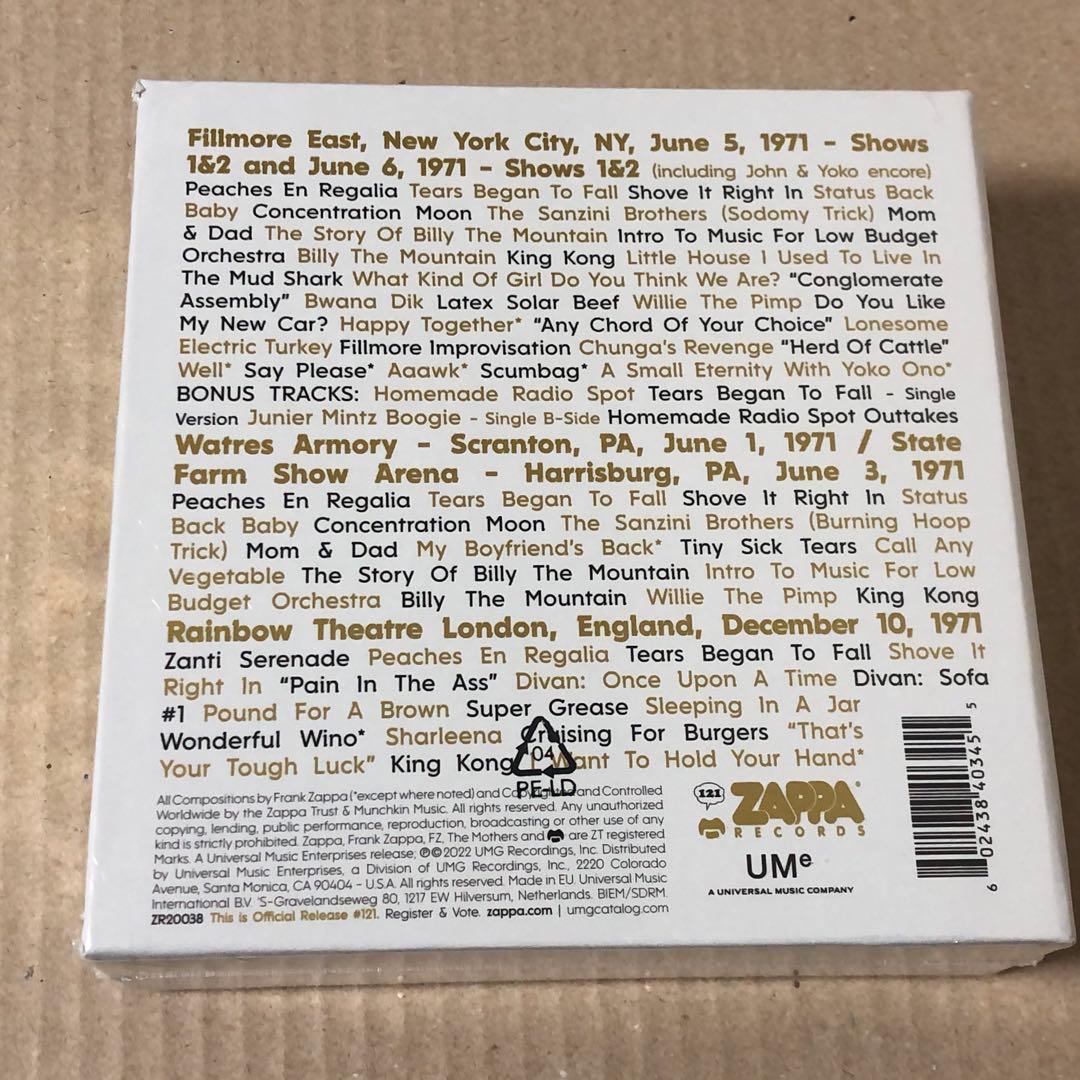 Fillmore East, New York City, NY, June 5, 1971 - Shows
1&2 and June 6, 1971 - Shows 1&2 (including John & Yoko encore)
Peaches En Regalia Tears Began To Fall Shove It Right In Status Back
Baby Concentration Moon The Sanzini Brothers (Sodomy Trick) Mom
& Dad The Story Of Billy The Mountain Intro To Music For Low Budget
Orchestra Billy The Mountain King Kong Little House I Used To Live In
The Mud Shark What Kind Of Girl Do You Think We Are? "Conglomerate
Assembly" Bwana Dik Latex Solar Beef Willie The Pimp Do You Like
My New Car? Happy Together* "Any Chord Of Your Choice" Lonesome
Electric Turkey Fillmore Improvisation Chunga's Revenge "Herd Of Cattle"
Well* Say Please* Aaawk* Scumbag* A Small Eternity With Yoko Ono*
BONUS TRACKS: Homemade Radio Spot Tears Began To Fall - Single
Version Junier Mintz Boogie - Single B-Side Homemade Radio Spot Outtakes
Watres Armory - Scranton, PA, June 1, 1971 / State
Farm Show Arena - Harrisburg, PA, June 3, 1971
Peaches En Regalia Tears Began To Fall Shove It Right In Status
Back Baby Concentration Moon The Sanzini Brothers (Burning Hoop
Trick) Mom & Dad My Boyfriend's Back* Tiny Sick Tears Call Any
Vegetable The Story Of Billy The Mountain Intro To Music For Low
Budget Orchestra Billy The Mountain Willie The Pimp King Kong
Rainbow Theatre London, England, December 10, 1971
Zanti Serenade Peaches En Regalia Tears Began To Fall Shove It
Right In "Pain In The Ass" Divan: Once Upon A Time Divan: Sofa
#1 Pound For A Brown Super Grease Sleeping In A Jar
Wonderful Wino* Sharleena Cruising For Burgers "That's
Your Tough Luck" King Kong I Want To Hold Your Hand*
04
PE-LD
All Compositions by Frank Zappa (*except where noted) and Copyrighted and Controlled
Worldwide by the Zappa Trust & Munchkin Music. All rights reserved. Any unauthorized
copying, lending, public performance, reproduction, broadcasting or other use of any
kind is strictly prohibited. Zappa, Frank Zappa, FZ, The Mothers and are ZT registered
Marks. A Universal Music Enterprises release; ℗©2022 UMG Recordings, Inc. Distributed
by Universal Music Enterprises, a Division of UMG Recordings, Inc., 2220 Colorado
Avenue, Santa Monica, CA 90404 - U.S.A. All rights reserved. Made in EU. Universal Music
International B.V. 'S-Gravelandseweg 80, 1217 EW Hilversum, Netherlands. BIEM/SDRM.
ZR20038 This is Official Release #121. Register & Vote. zappa.com | umgcatalog.com
121
ZAPPA
RECORDS
UMe
A UNIVERSAL MUSIC COMPANY
6 02438 40345 5